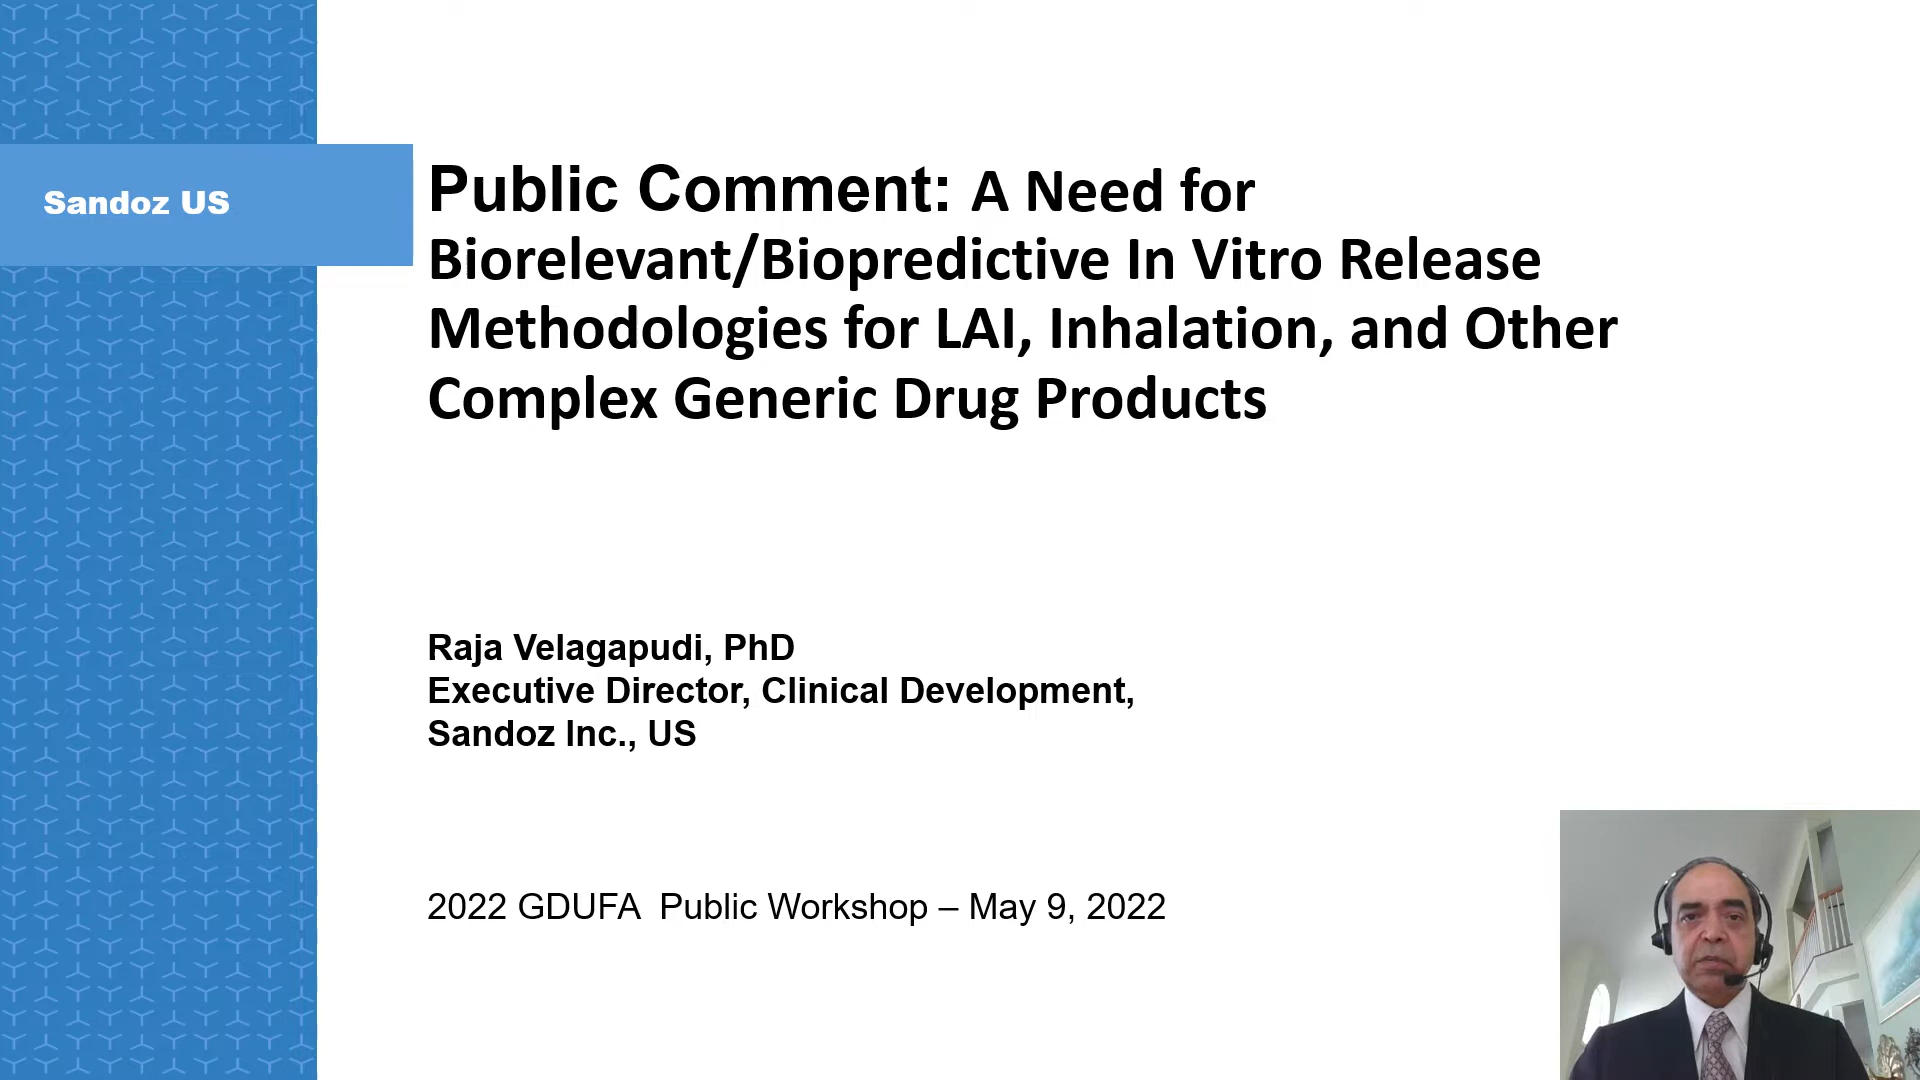 Sandoz US
Public Comment: A Need for
Biorelevant/Biopredictive In Vitro Release
Methodologies for LAI, Inhalation, and Other
Complex Generic Drug Products
Raja Velagapudi, PhD
Executive Director, Clinical Development,
Sandoz Inc., US
2022 GDUFA  Public Workshop – May 9, 2022